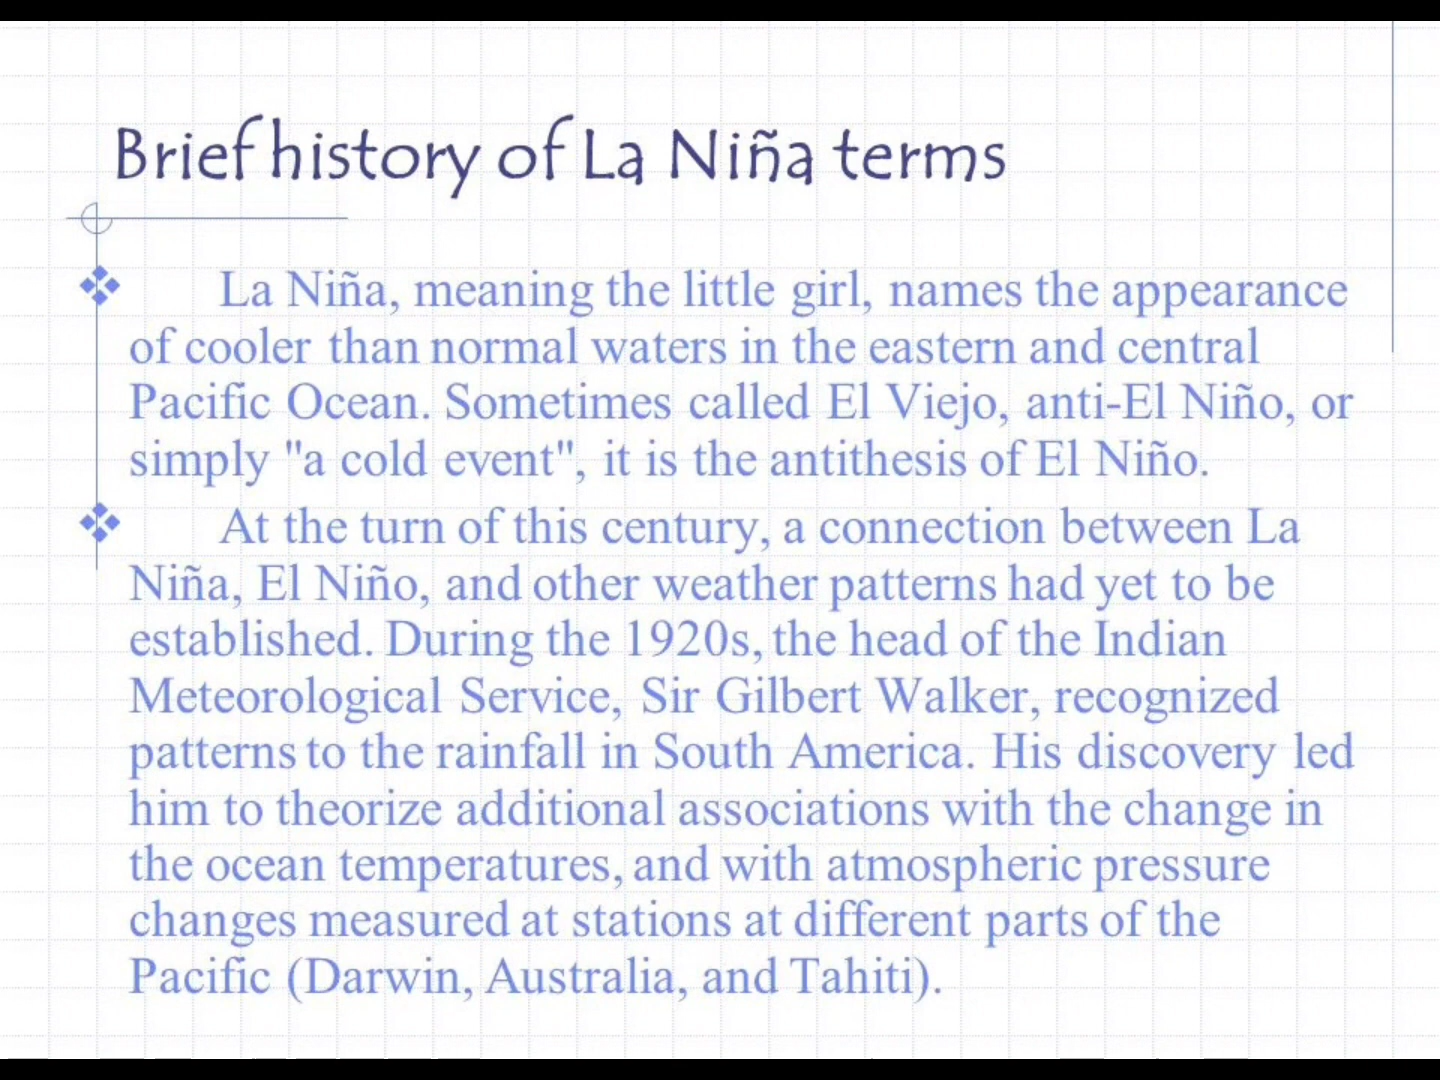 Brief history of La Niña terms
La Niña, meaning the little girl, names the appearance
of cooler than normal waters in the eastern and central
Pacific Ocean. Sometimes called El Viejo, anti-El Niño, or
simply "a cold event", it is the antithesis of El Niño.
At the turn of this century, a connection between La
Niña, El Niño, and other weather patterns had yet to be
established. During the 1920s, the head of the Indian
Meteorological Service, Sir Gilbert Walker, recognized
patterns to the rainfall in South America. His discovery led
him to theorize additional associations with the change in
the ocean temperatures, and with atmospheric pressure
changes measured at stations at different parts of the
Pacific (Darwin, Australia, and Tahiti).